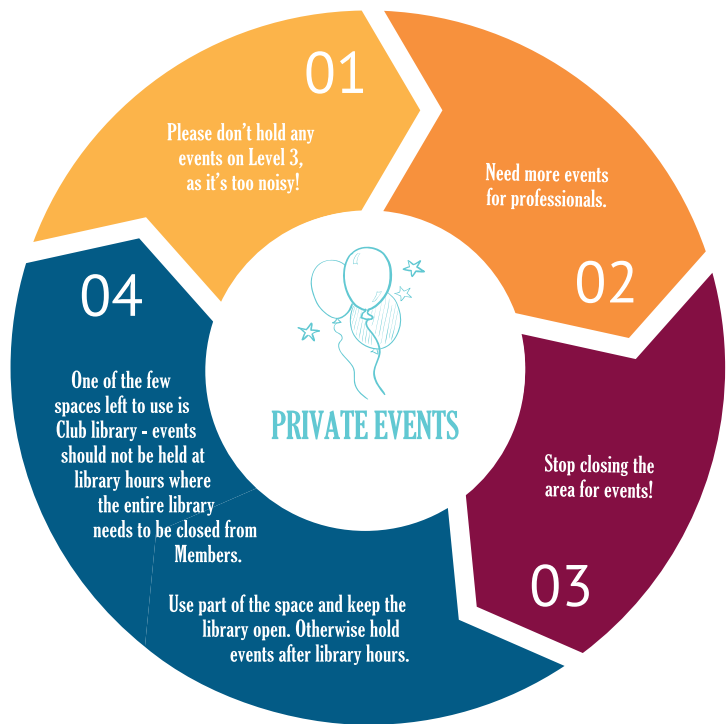 01
Please don't hold any
events on Level 3,
as it's too noisy!
Need more events
for professionals.
02
Stop closing the
area for events!
03
04
One of the few
spaces left to use is
Club library - events
should not be held at
library hours where
the entire library
needs to be closed from
Members.
Use part of the space and keep the
library open. Otherwise hold
events after library hours.
PRIVATE EVENTS